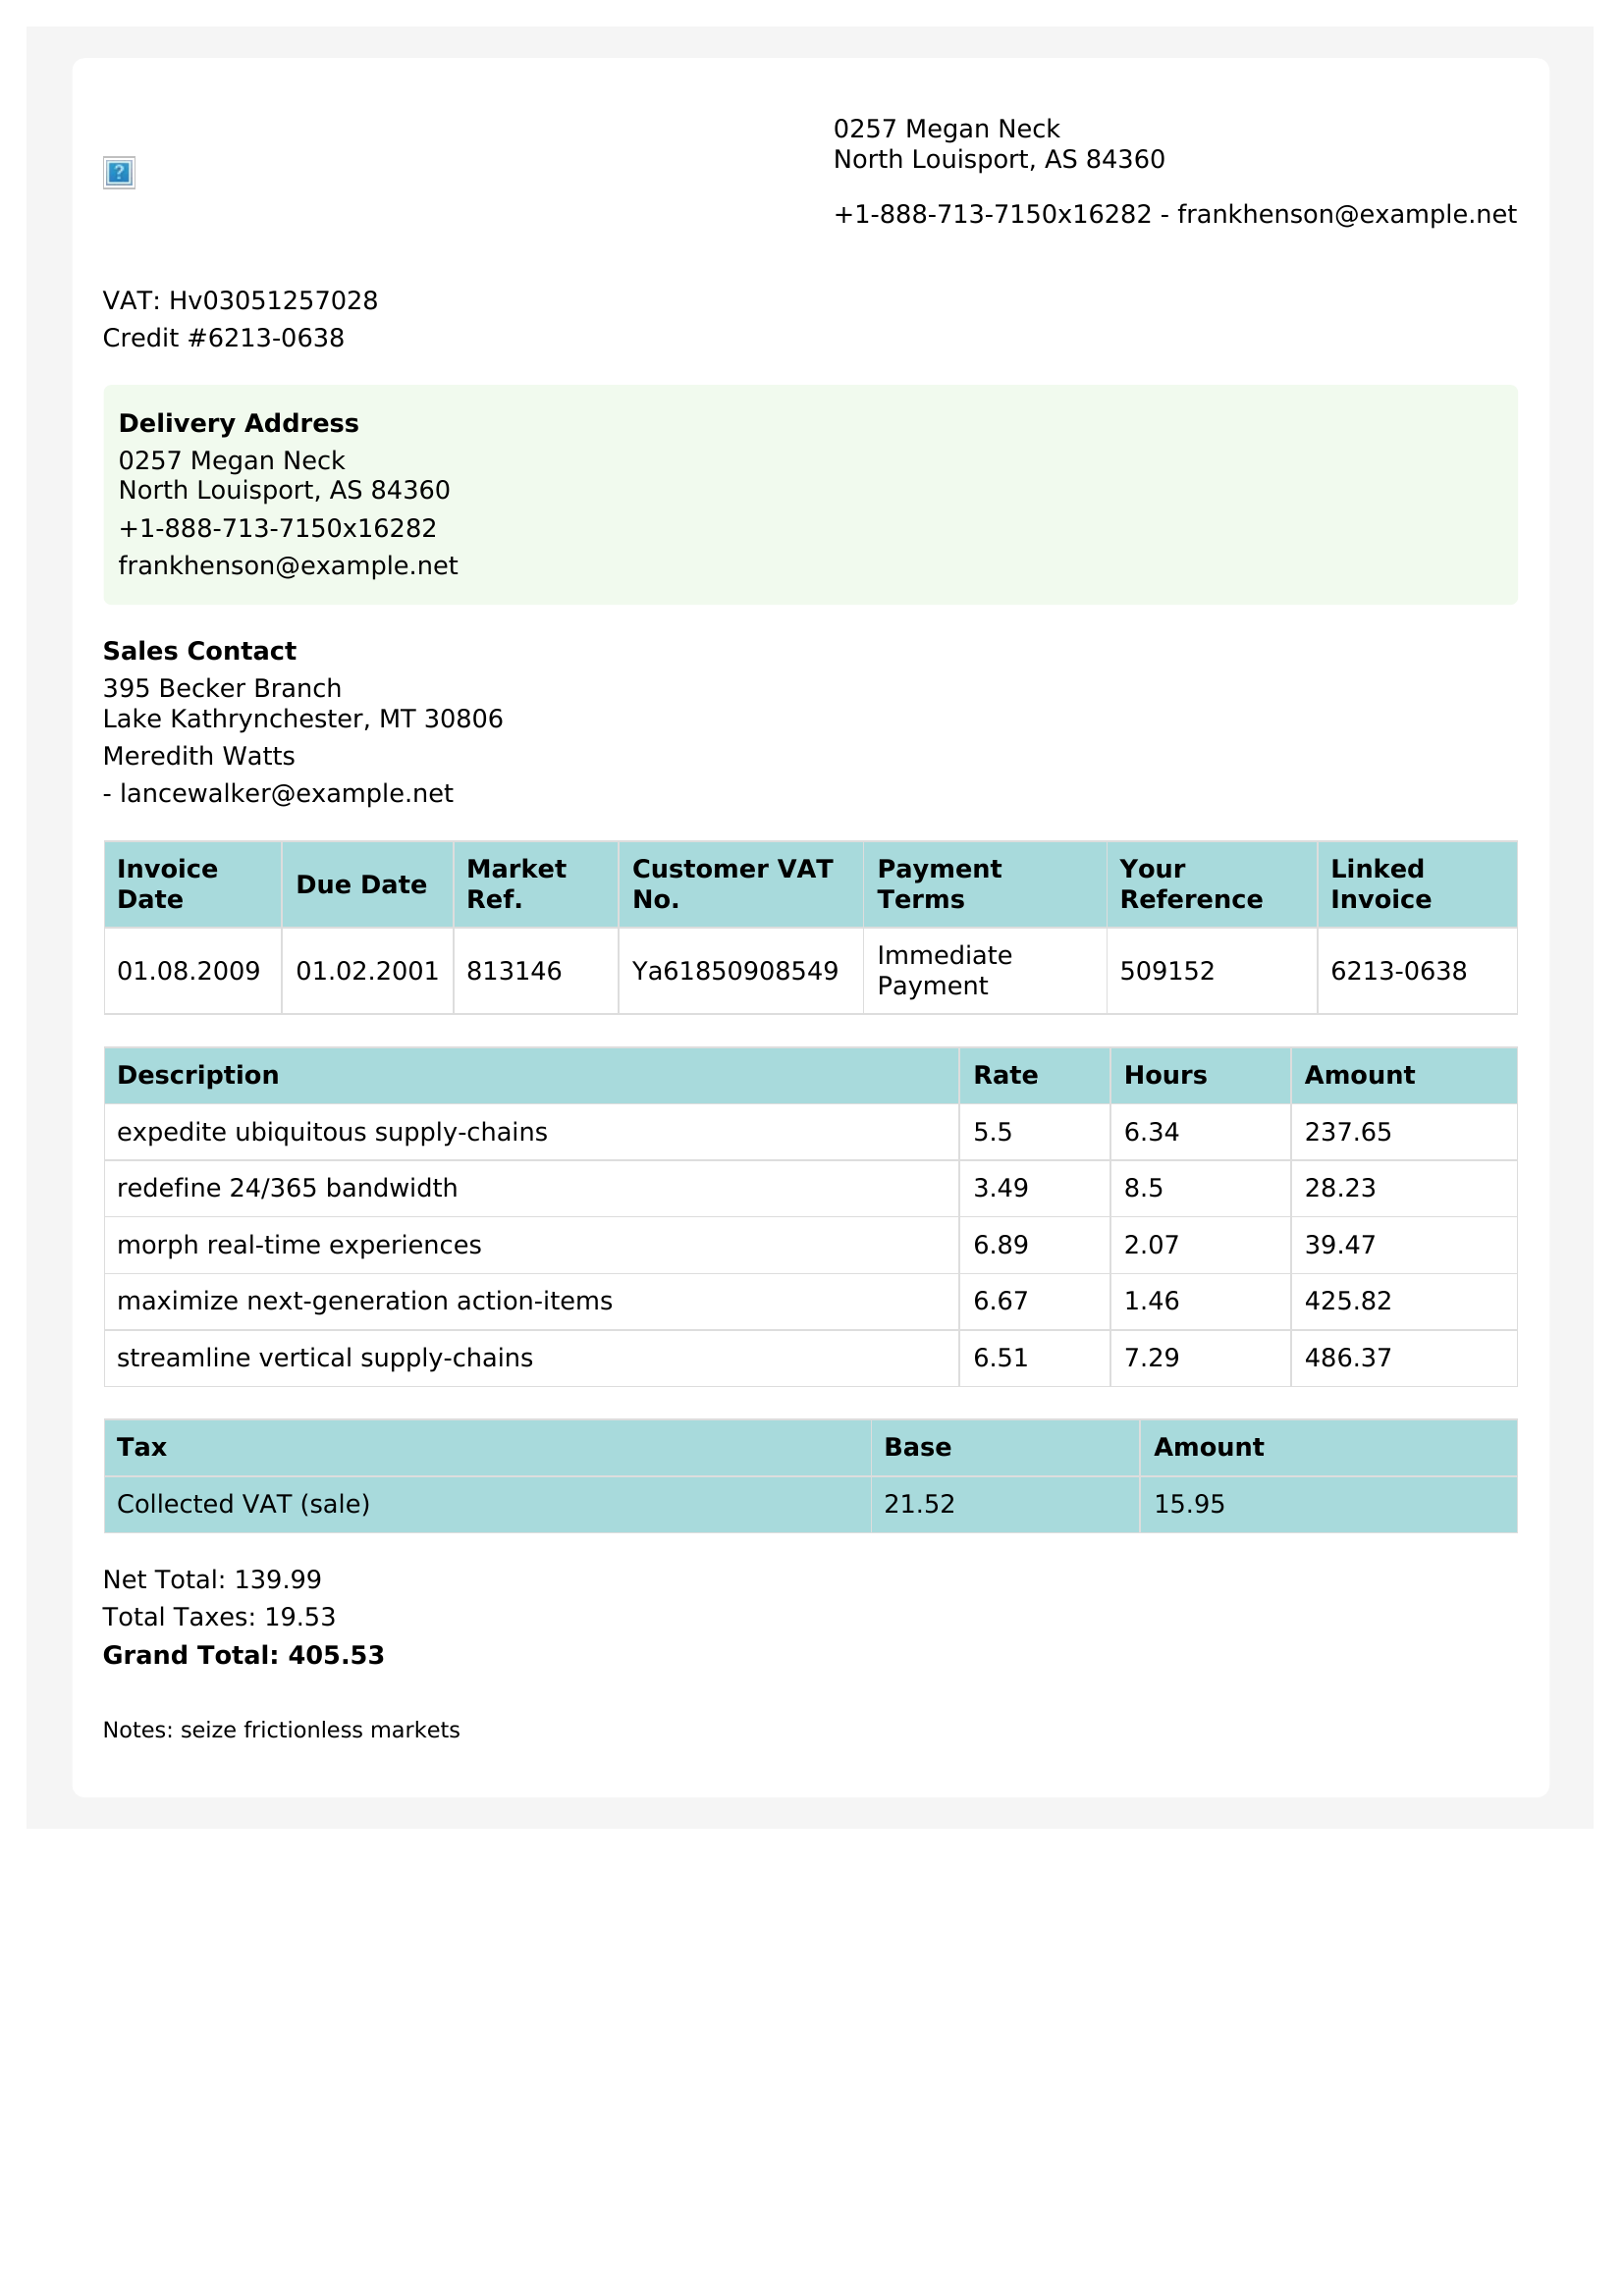 0257 Megan Neck
North Louisport, AS 84360
+1-888-713-7150x16282 - frankhenson@example.net
VAT: Hv03051257028
Credit #6213-0638
Delivery Address
0257 Megan Neck
North Louisport, AS 84360
+1-888-713-7150x16282
frankhenson@example.net
Sales Contact
395 Becker Branch
Lake Kathrynchester, MT 30806
Meredith Watts
- lancewalker@example.net
Invoice Date Due Date Market Ref. Customer VAT No. Payment Terms Your Reference Linked Invoice
01.08.2009 01.02.2001 813146 Ya61850908549 Immediate Payment 509152 6213-0638
Description Rate Hours Amount
expedite ubiquitous supply-chains 5.5 6.34 237.65
redefine 24/365 bandwidth 3.49 8.5 28.23
morph real-time experiences 6.89 2.07 39.47
maximize next-generation action-items 6.67 1.46 425.82
streamline vertical supply-chains 6.51 7.29 486.37
Tax Base Amount
Collected VAT (sale) 21.52 15.95
Net Total: 139.99
Total Taxes: 19.53
Grand Total: 405.53
Notes: seize frictionless markets